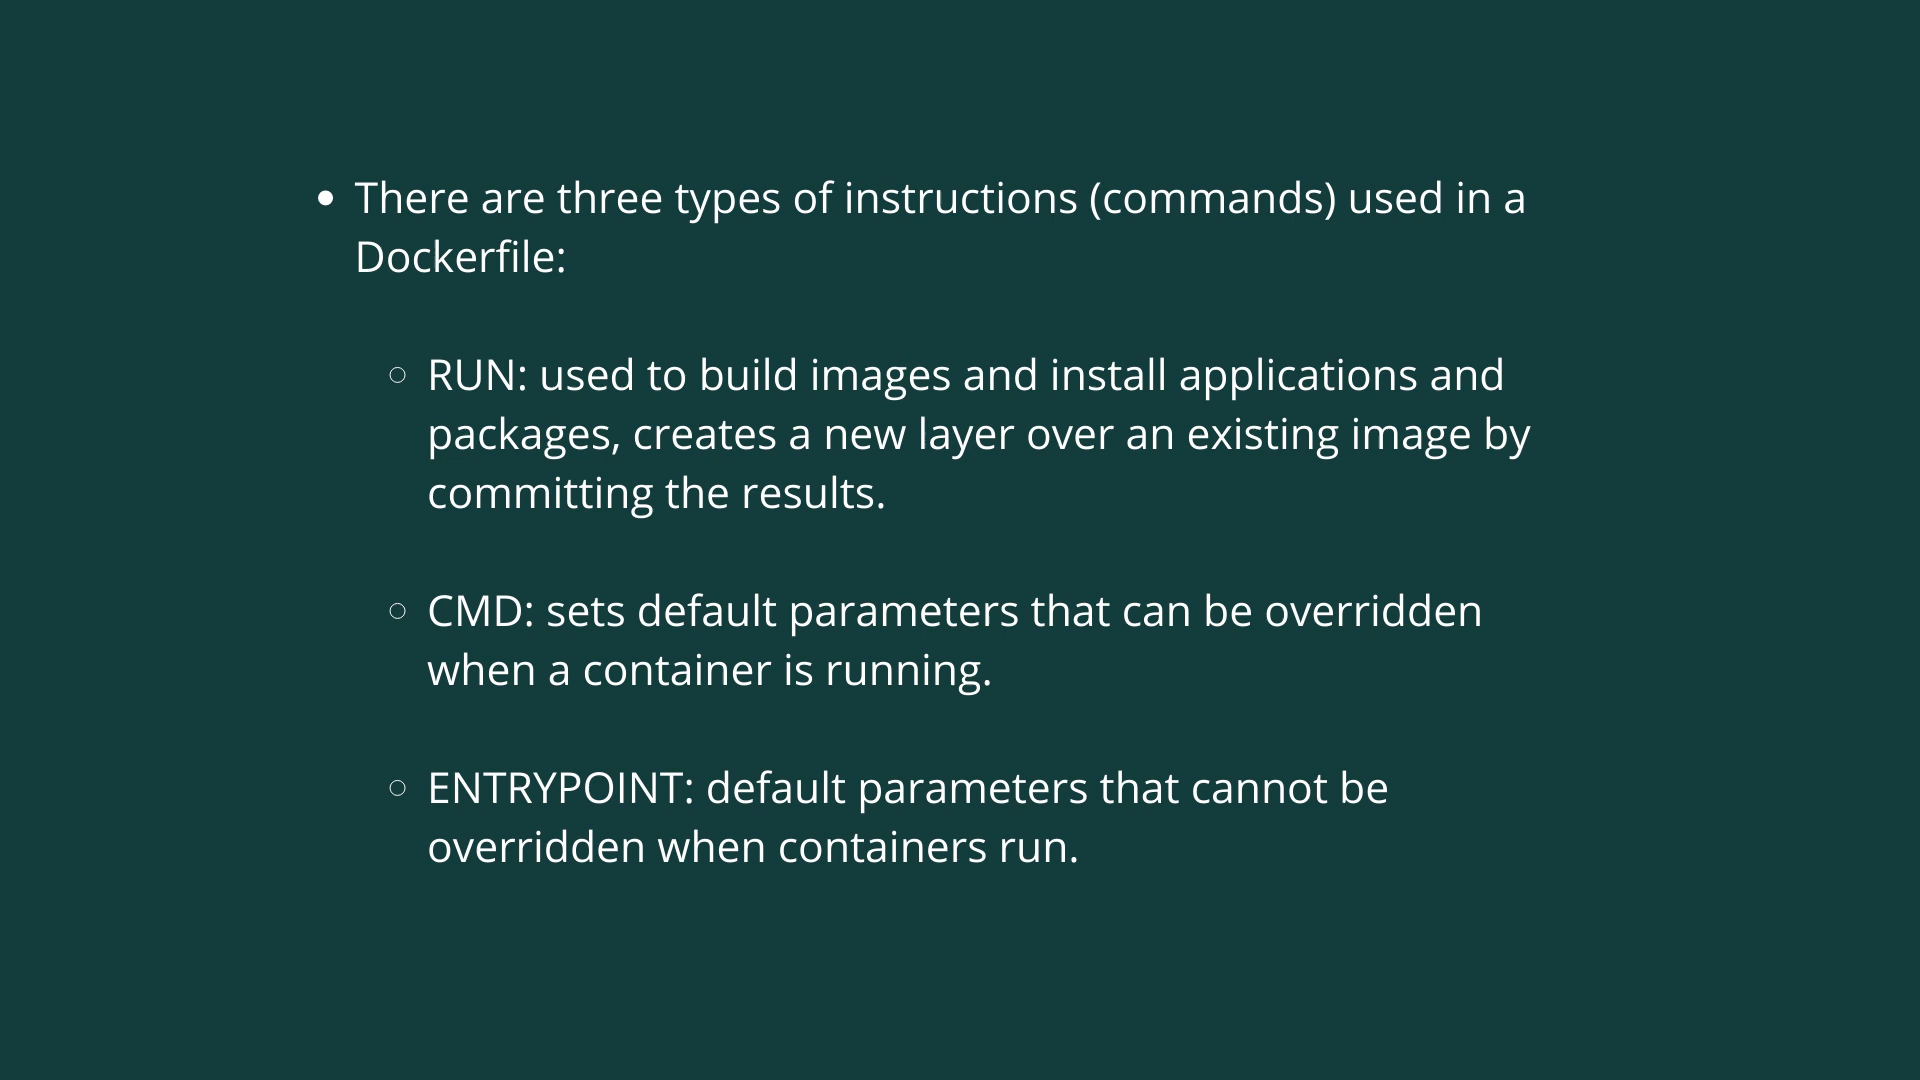 There are three types of instructions (commands) used in a
Dockerfile:
RUN: used to build images and install applications and
packages, creates a new layer over an existing image by
committing the results.
CMD: sets default parameters that can be overridden
when a container is running.
ENTRYPOINT: default parameters that cannot be
overridden when containers run.